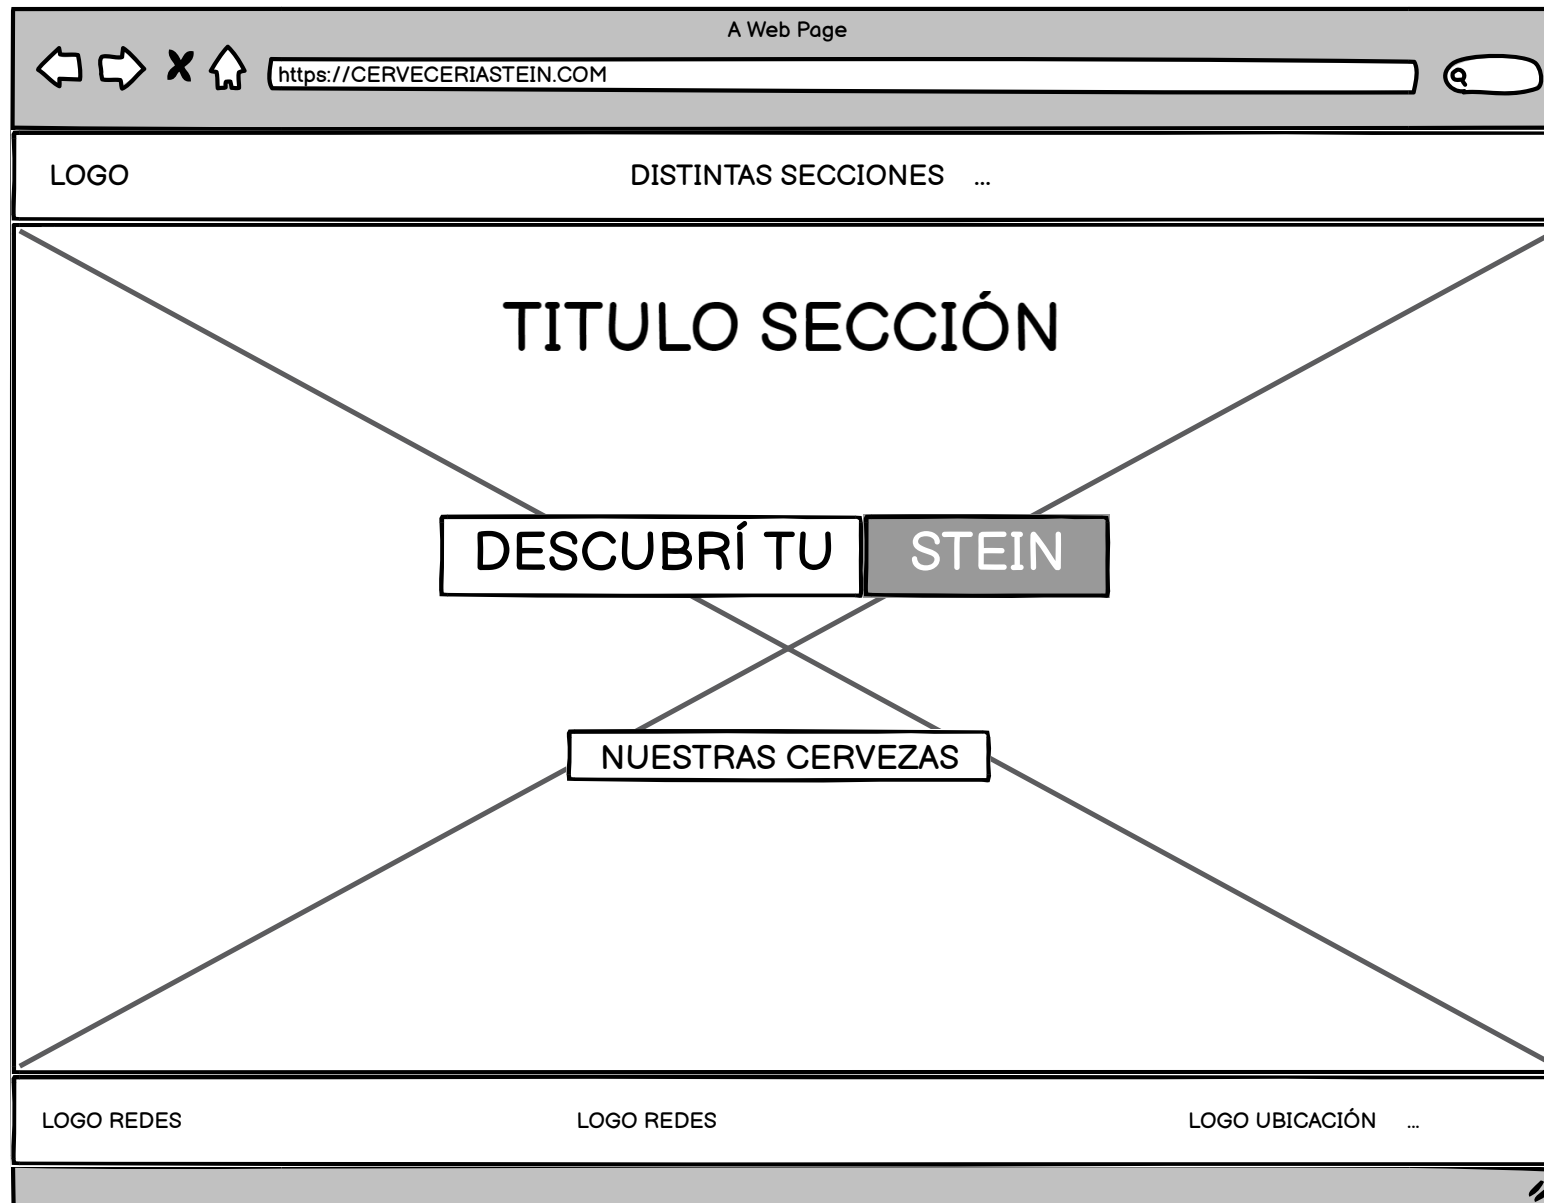 A Web Page
https://CERVECERIASTEIN.COM
LOGO DISTINTAS SECCIONES ...
TITULO SECCIÓN
DESCUBRÍ TU STEIN
NUESTRAS CERVEZAS
LOGO REDES LOGO REDES LOGO UBICACIÓN ...